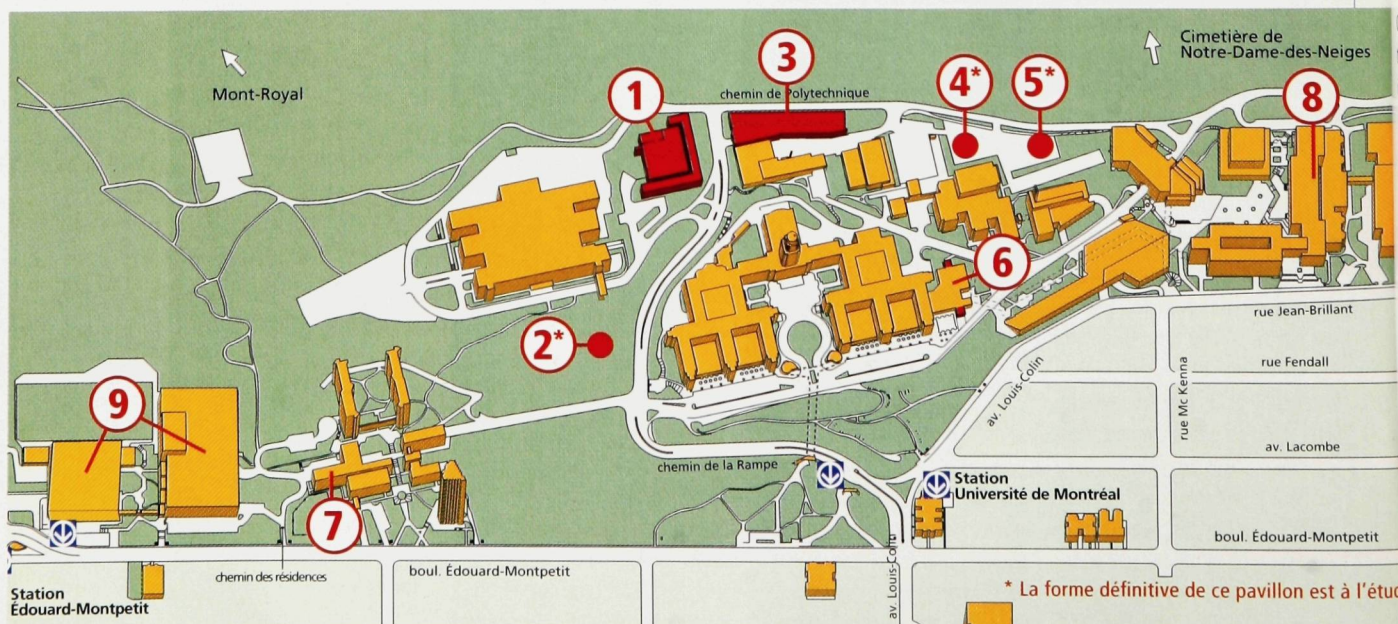 Cimetière de
Notre-Dame-des-Neiges
Mont-Royal
chemin de Polytechnique
1
3
4*
5*
8
6
2*
9
7
rue Jean-Brillant
rue Fendall
av. Louis-Colin
rue Mc Kenna
av. Lacombe
chemin de la Rampe
Station
Université de Montréal
boul. Édouard-Montpetit
boul. Édouard-Montpetit
chemin des résidences
av. Louis-Colin
Station
Édouard-Montpetit
* La forme définitive de ce pavillon est à l'étud